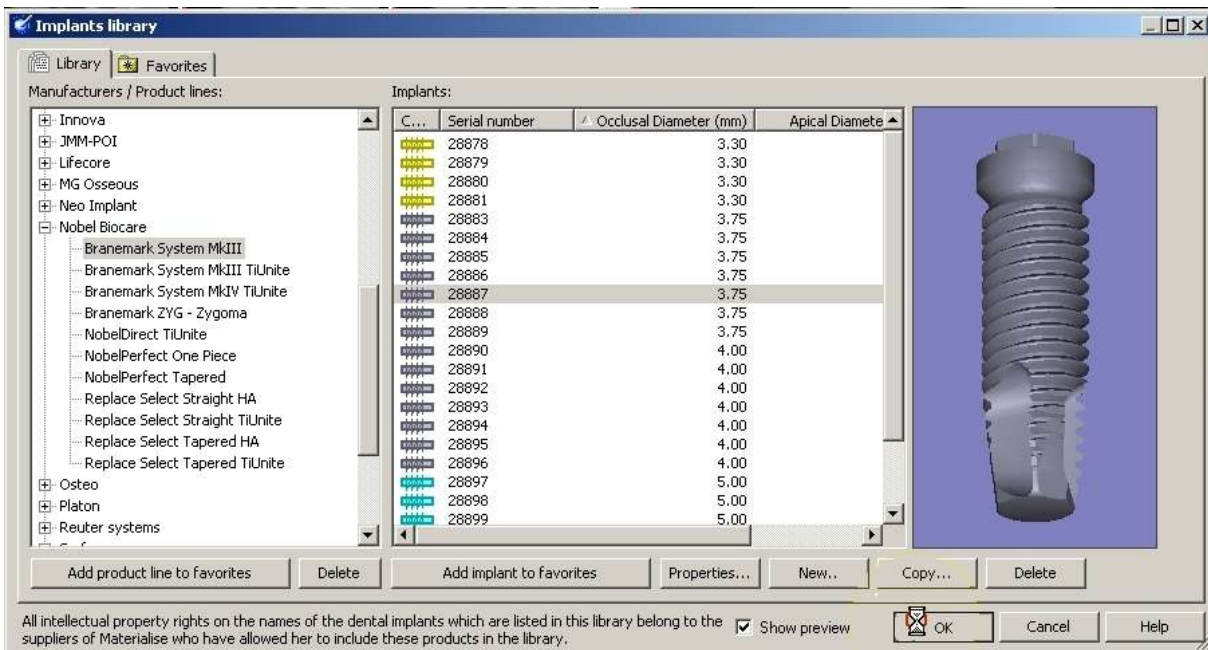 Implants library
Library Favorites
Manufacturers / Product lines:
Innova
JMM-POI
Lifecore
MG Osseous
Neo Implant
Nobel Biocare
Branemark System MkIII
Branemark System MkIII TiUnite
Branemark System MkIV TiUnite
Branemark ZYG - Zygoma
NobelDirect TiUnite
NobelPerfect One Piece
NobelPerfect Tapered
Replace Select Straight HA
Replace Select Straight TiUnite
Replace Select Tapered HA
Replace Select Tapered TiUnite
Osteo
Platon
Reuter systems
Implants:
C... Serial number Occlusal Diameter (mm) Apical Diamete
28878 3.30
28879 3.30
28880 3.30
28881 3.30
28883 3.75
28884 3.75
28885 3.75
28886 3.75
28887 3.75
28888 3.75
28889 3.75
28890 4.00
28891 4.00
28892 4.00
28893 4.00
28894 4.00
28895 4.00
28896 4.00
28897 5.00
28898 5.00
28899 5.00
Add product line to favorites Delete Add implant to favorites Properties... New.. Copy... Delete
All intellectual property rights on the names of the dental implants which are listed in this library belong to the
suppliers of Materialise who have allowed her to include these products in the library.
Show preview OK Cancel Help